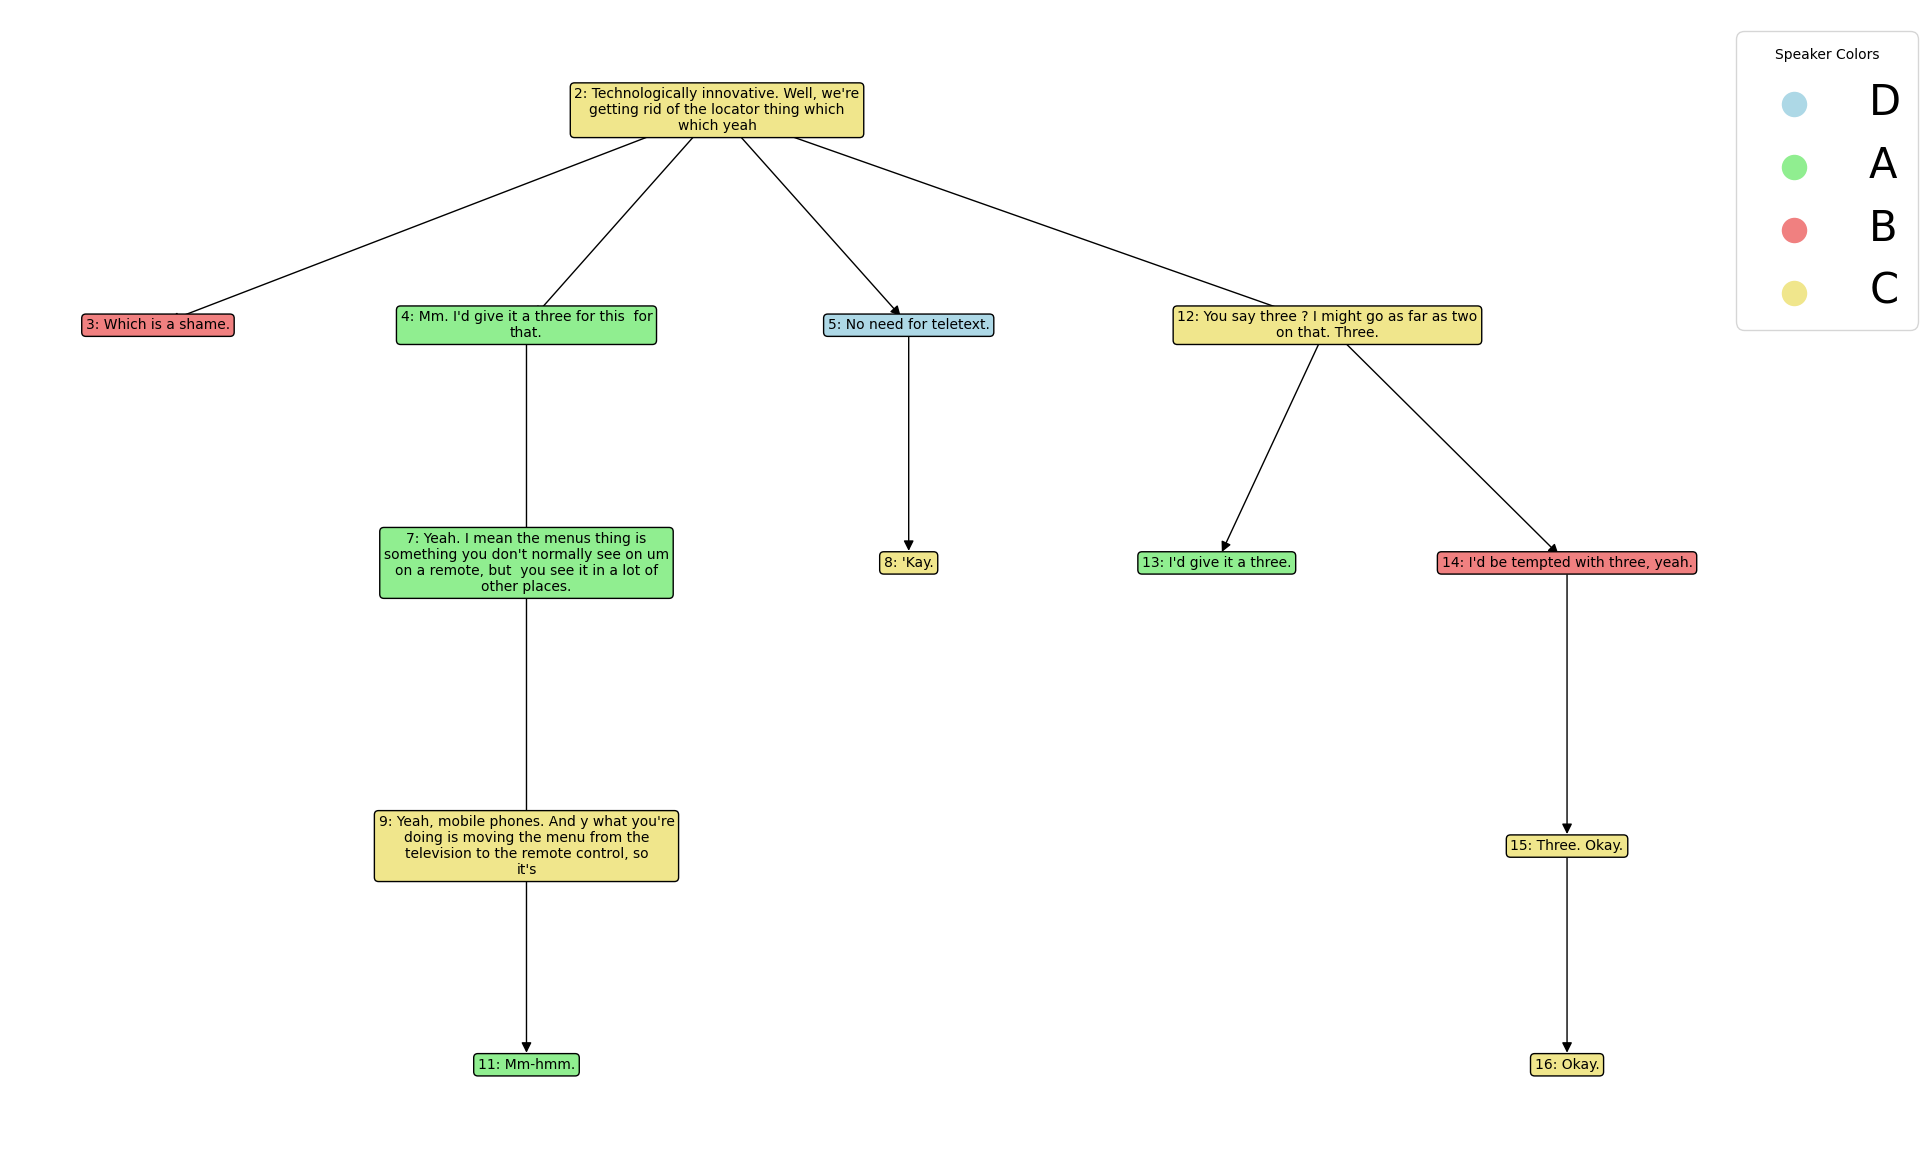 Speaker Colors
D
A
B
C
2: Technologically innovative. Well, we're
getting rid of the locator thing which
which yeah
3: Which is a shame.
4: Mm. I'd give it a three for this  for
that.
5: No need for teletext.
12: You say three ? I might go as far as two
on that. Three.
7: Yeah. I mean the menus thing is
something you don't normally see on um
on a remote, but  you see it in a lot of
other places.
8: 'Kay.
13: I'd give it a three.
14: I'd be tempted with three, yeah.
9: Yeah, mobile phones. And y what you're
doing is moving the menu from the
television to the remote control, so
it's
15: Three. Okay.
11: Mm-hmm.
16: Okay.